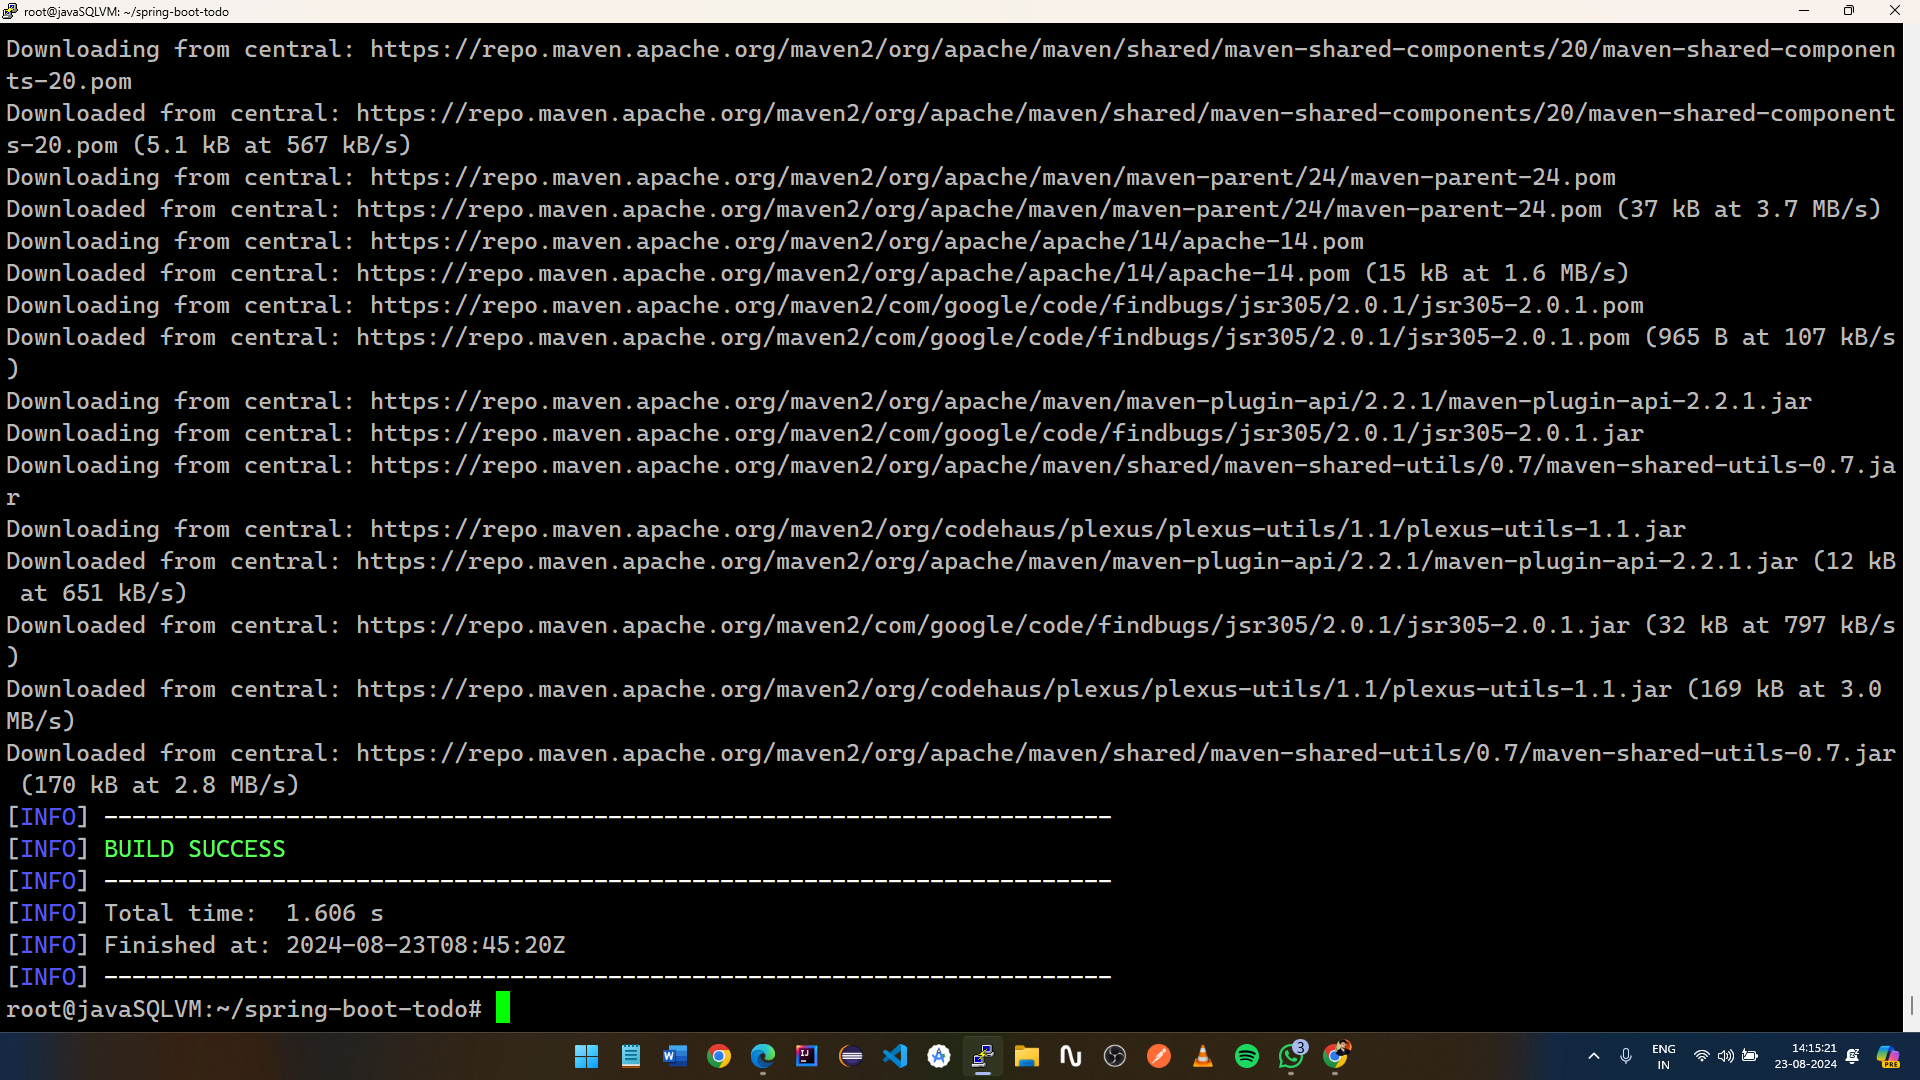 root@javaSQLVM: ~/spring-boot-todo
Downloading from central: https://repo.maven.apache.org/maven2/org/apache/maven/shared/maven-shared-components/20/maven-shared-componen
ts-20.pom
Downloaded from central: https://repo.maven.apache.org/maven2/org/apache/maven/shared/maven-shared-components/20/maven-shared-component
s-20.pom (5.1 kB at 567 kB/s)
Downloading from central: https://repo.maven.apache.org/maven2/org/apache/maven/maven-parent/24/maven-parent-24.pom
Downloaded from central: https://repo.maven.apache.org/maven2/org/apache/maven/maven-parent/24/maven-parent-24.pom (37 kB at 3.7 MB/s)
Downloading from central: https://repo.maven.apache.org/maven2/org/apache/apache/14/apache-14.pom
Downloaded from central: https://repo.maven.apache.org/maven2/org/apache/apache/14/apache-14.pom (15 kB at 1.6 MB/s)
Downloading from central: https://repo.maven.apache.org/maven2/com/google/code/findbugs/jsr305/2.0.1/jsr305-2.0.1.pom
Downloaded from central: https://repo.maven.apache.org/maven2/com/google/code/findbugs/jsr305/2.0.1/jsr305-2.0.1.pom (965 B at 107 kB/s
)
Downloading from central: https://repo.maven.apache.org/maven2/org/apache/maven/maven-plugin-api/2.2.1/maven-plugin-api-2.2.1.jar
Downloading from central: https://repo.maven.apache.org/maven2/com/google/code/findbugs/jsr305/2.0.1/jsr305-2.0.1.jar
Downloading from central: https://repo.maven.apache.org/maven2/org/apache/maven/shared/maven-shared-utils/0.7/maven-shared-utils-0.7.ja
r
Downloading from central: https://repo.maven.apache.org/maven2/org/codehaus/plexus/plexus-utils/1.1/plexus-utils-1.1.jar
Downloaded from central: https://repo.maven.apache.org/maven2/org/apache/maven/maven-plugin-api/2.2.1/maven-plugin-api-2.2.1.jar (12 kB
at 651 kB/s)
Downloaded from central: https://repo.maven.apache.org/maven2/com/google/code/findbugs/jsr305/2.0.1/jsr305-2.0.1.jar (32 kB at 797 kB/s
)
Downloaded from central: https://repo.maven.apache.org/maven2/org/codehaus/plexus/plexus-utils/1.1/plexus-utils-1.1.jar (169 kB at 3.0
MB/s)
Downloaded from central: https://repo.maven.apache.org/maven2/org/apache/maven/shared/maven-shared-utils/0.7/maven-shared-utils-0.7.jar
(170 kB at 2.8 MB/s)
[INFO] ------------------------------------------------------------------------
[INFO] BUILD SUCCESS
[INFO] ------------------------------------------------------------------------
[INFO] Total time:  1.606 s
[INFO] Finished at: 2024-08-23T08:45:20Z
[INFO] ------------------------------------------------------------------------
root@javaSQLVM:~/spring-boot-todo#
3
ENG
IN
14:15:21
23-08-2024
PRE